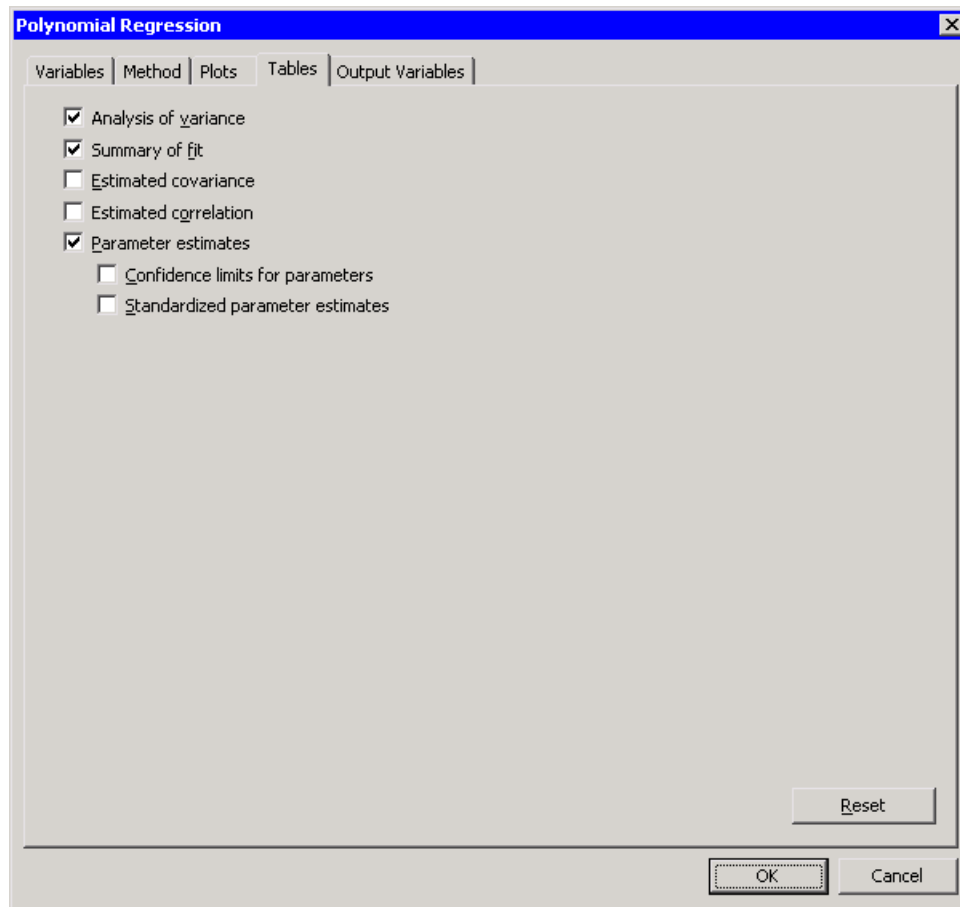 Polynomial Regression
Variables Method Plots Tables Output Variables
Analysis of variance
Summary of fit
Estimated covariance
Estimated correlation
Parameter estimates
Confidence limits for parameters
Standardized parameter estimates
Reset
OK Cancel